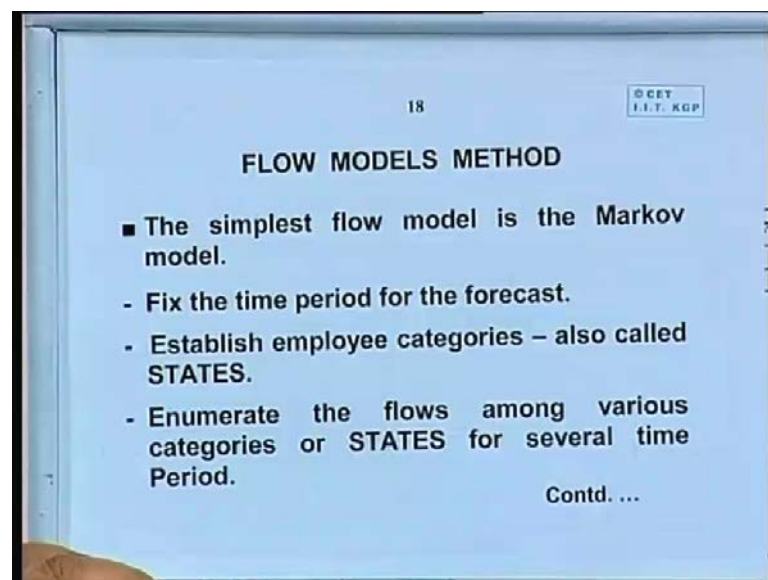 18
© CET
I.I.T. KGP
FLOW MODELS METHOD
■ The simplest flow model is the Markov
model.
- Fix the time period for the forecast.
- Establish employee categories – also called
STATES.
- Enumerate the flows among various
categories or STATES for several time
Period.
Contd. ...